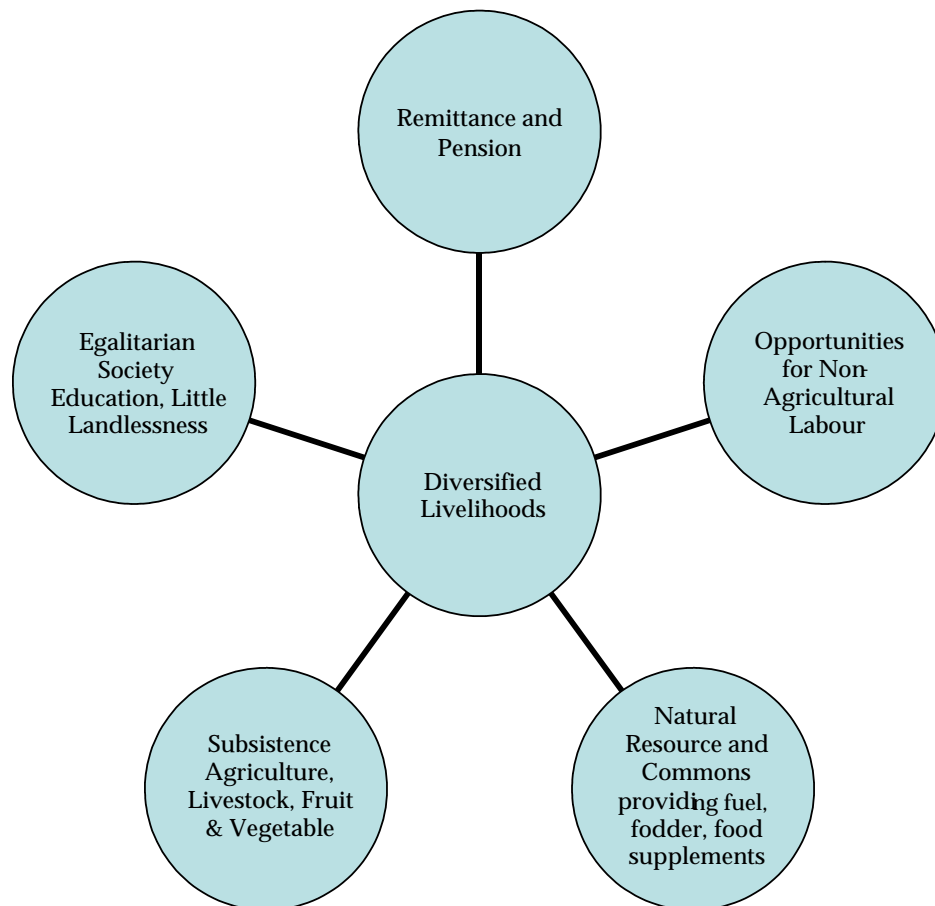 Remittance and
Pension
Egalitarian
Society
Education, Little
Landlessness
Opportunities
for Non-
Agricultural
Labour
Diversified
Livelihoods
Subsistence
Agriculture,
Livestock, Fruit
& Vegetable
Natural
Resource and
Commons
providing fuel,
fodder, food
supplements